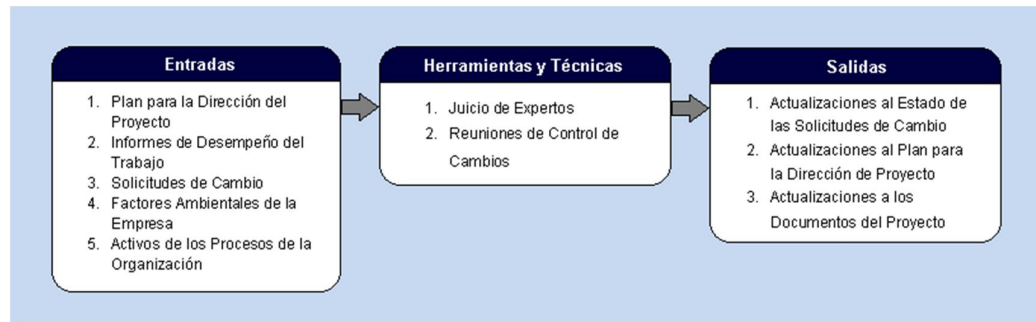 Entradas
1. Plan para la Dirección del
Proyecto
2. Informes de Desempeño del
Trabajo
3. Solicitudes de Cambio
4. Factores Ambientales de la
Empresa
5. Activos de los Procesos de la
Organización
Herramientas y Técnicas
1. Juicio de Expertos
2. Reuniones de Control de
Cambios
Salidas
1. Actualizaciones al Estado de
las Solicitudes de Cambio
2. Actualizaciones al Plan para
la Dirección de Proyecto
3. Actualizaciones a los
Documentos del Proyecto